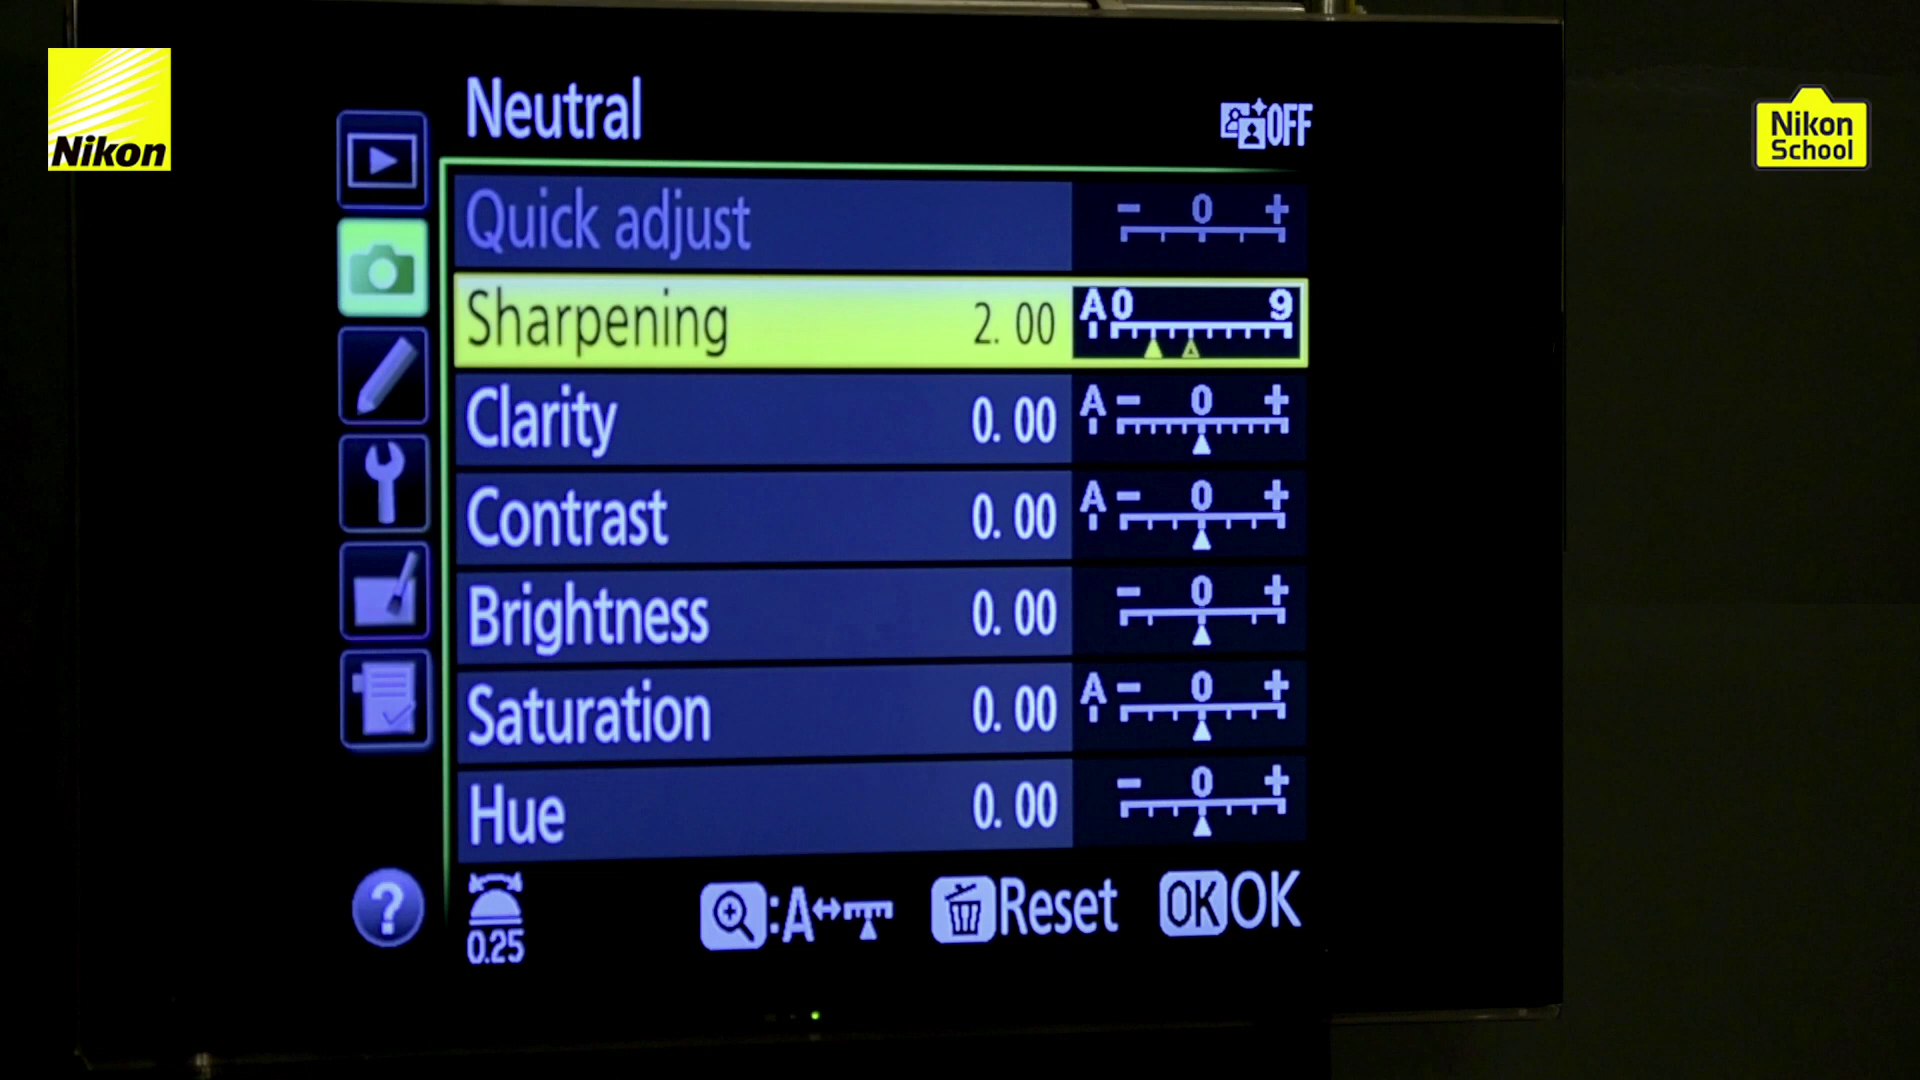 Nikon
Nikon
School
Neutral
OFF
Quick adjust - 0 +
Sharpening 2.00 A 0 9
Clarity 0.00 A - 0 +
Contrast 0.00 A - 0 +
Brightness 0.00 - 0 +
Saturation 0.00 A - 0 +
Hue 0.00 - 0 +
?
0.25
:A
Reset
OK OK